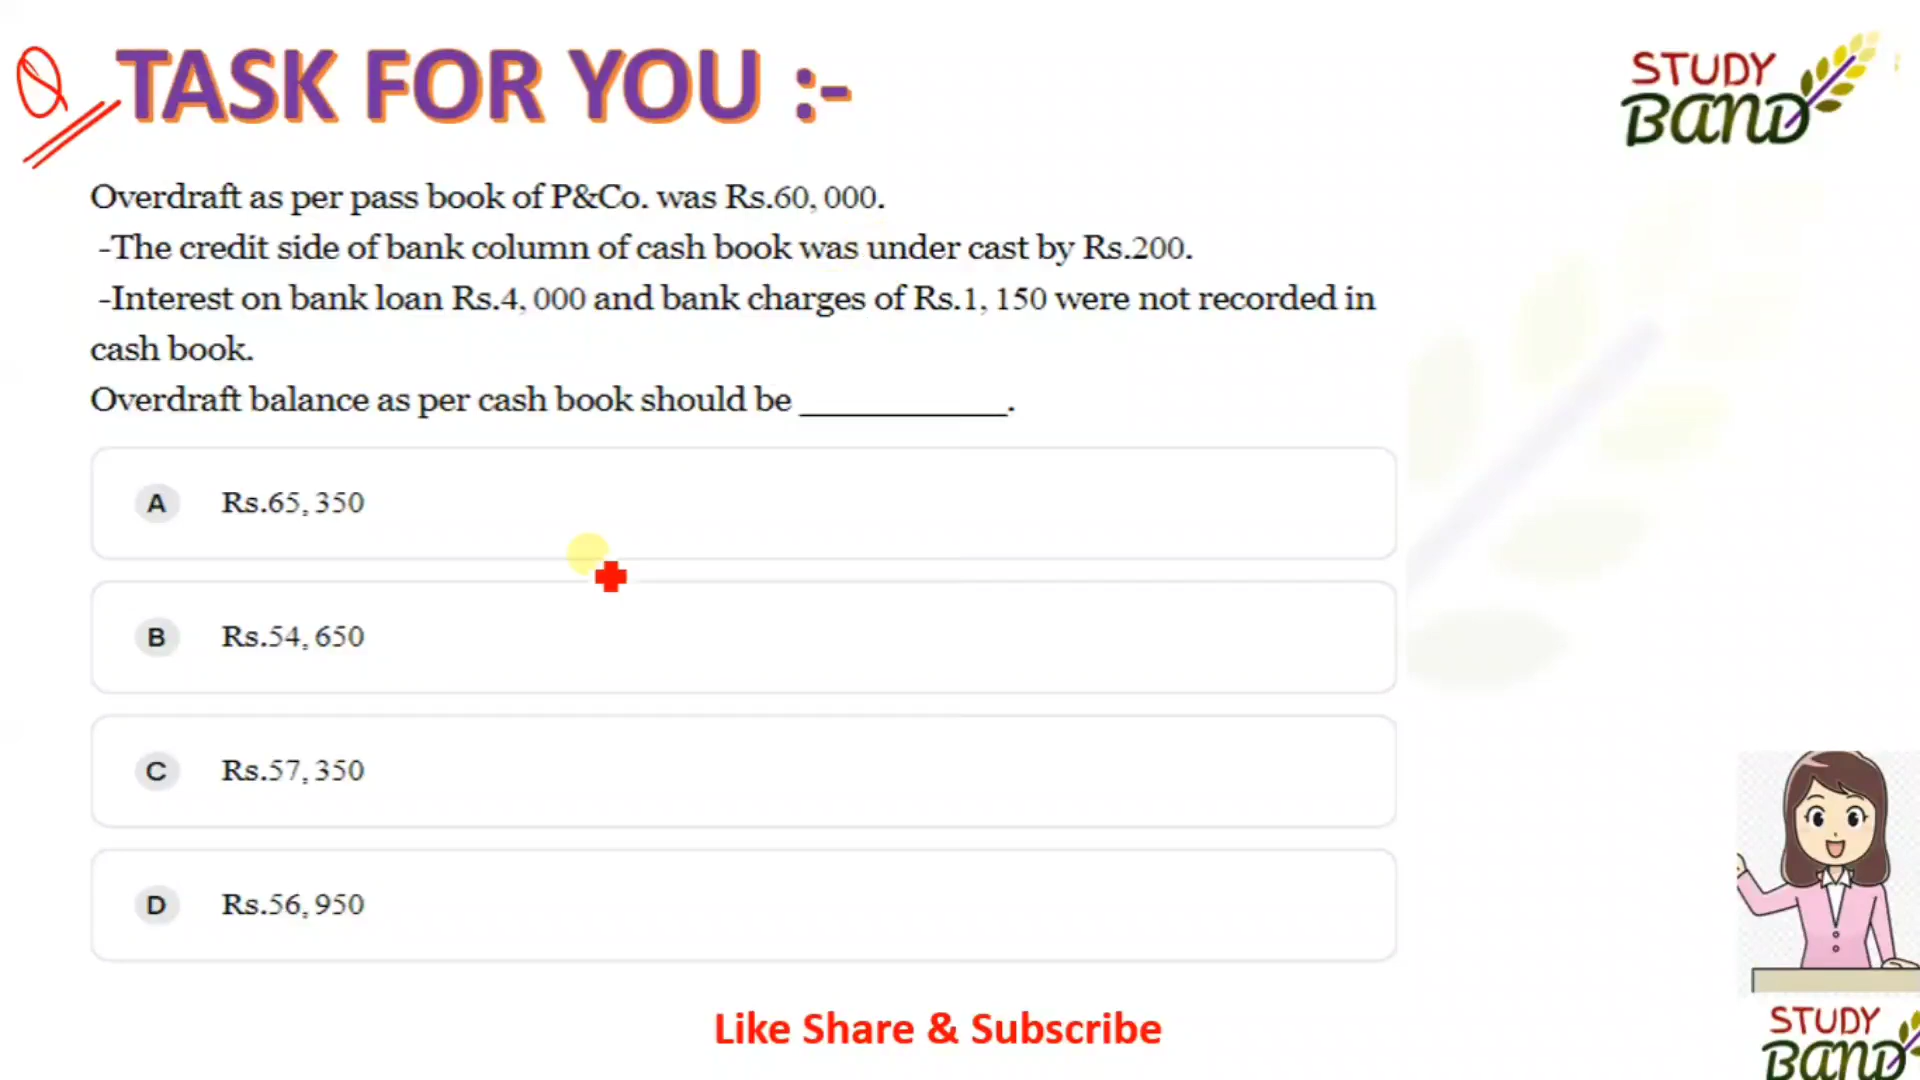 Q TASK FOR YOU :-
STUDY
BAND
Overdraft as per pass book of P&Co. was Rs.60, 000.
-The credit side of bank column of cash book was under cast by Rs.200.
-Interest on bank loan Rs.4, 000 and bank charges of Rs.1, 150 were not recorded in
cash book.
Overdraft balance as per cash book should be ____________.
A Rs.65, 350
B Rs.54, 650
C Rs.57, 350
D Rs.56, 950
Like Share & Subscribe
STUDY
BAND